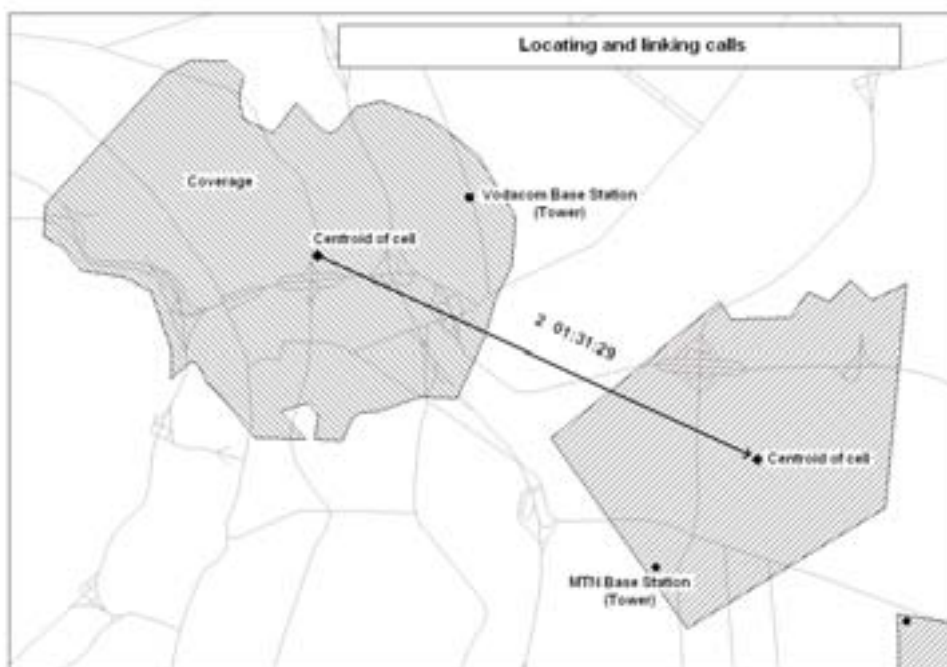 Locating and linking calls
Coverage
Vodacom Base Station
(Tower)
Centroid of cell
2 01:31:29
Centroid of cell
MTN Base Station
(Tower)